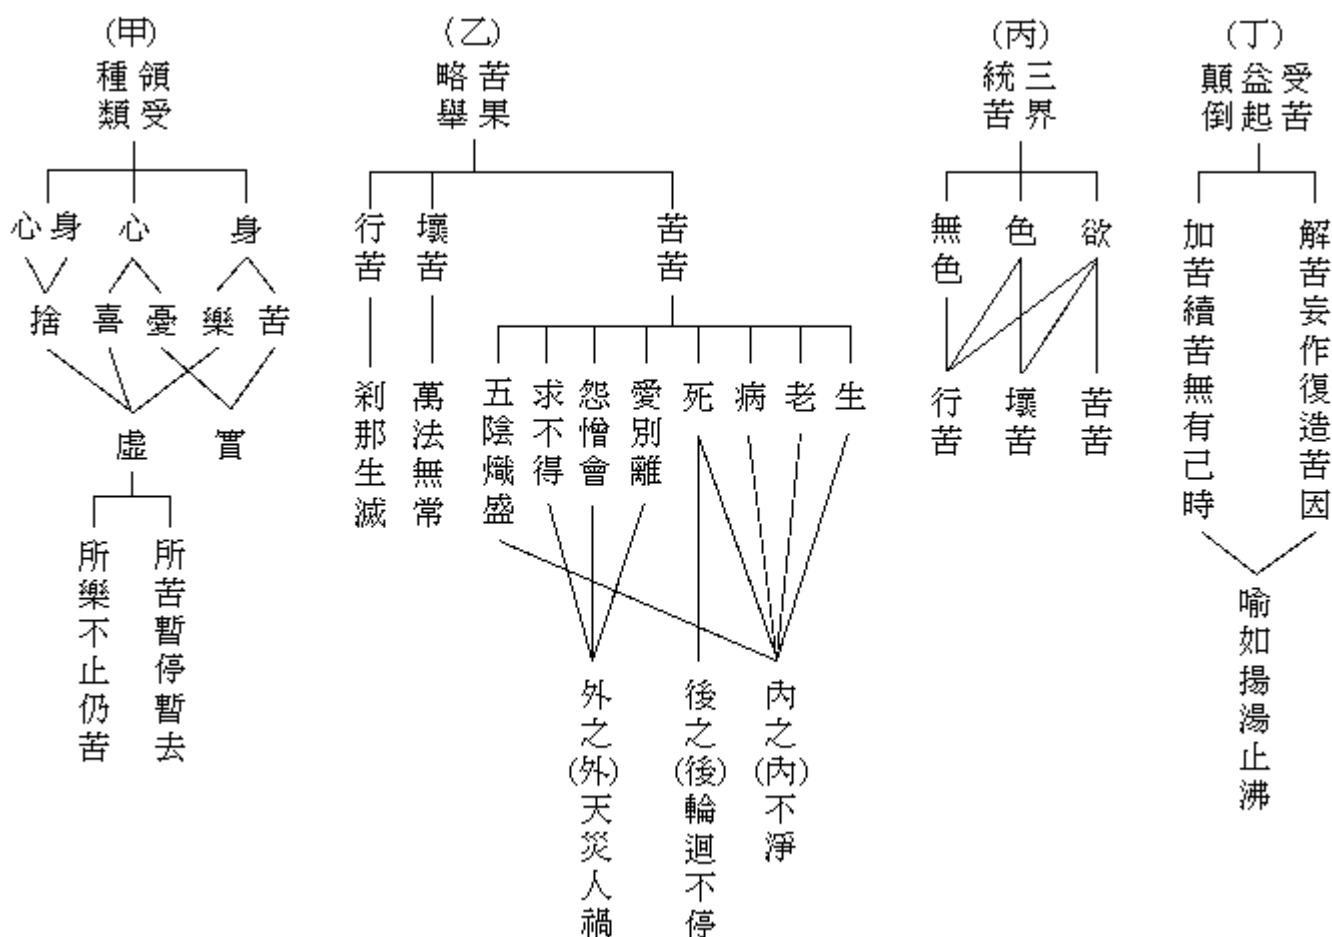 (甲)
領受
種類
身
心
身心
苦
樂
憂
喜
捨
實
虛
所苦暫停暫去
所樂不止仍苦
(乙)
苦果
略舉
苦苦
壞苦
行苦
生
老
病
死
愛別離
怨憎會
求不得
五陰熾盛
萬法無常
剎那生滅
內之(內)不淨
後之(後)輪迴不停
外之(外)天災人禍
(丙)
三界
統苦
欲
色
無色
苦苦
壞苦
行苦
(丁)
受苦
益起
顛倒
解苦妄作復造苦因
加苦續苦無有已時
喻如揚湯止沸